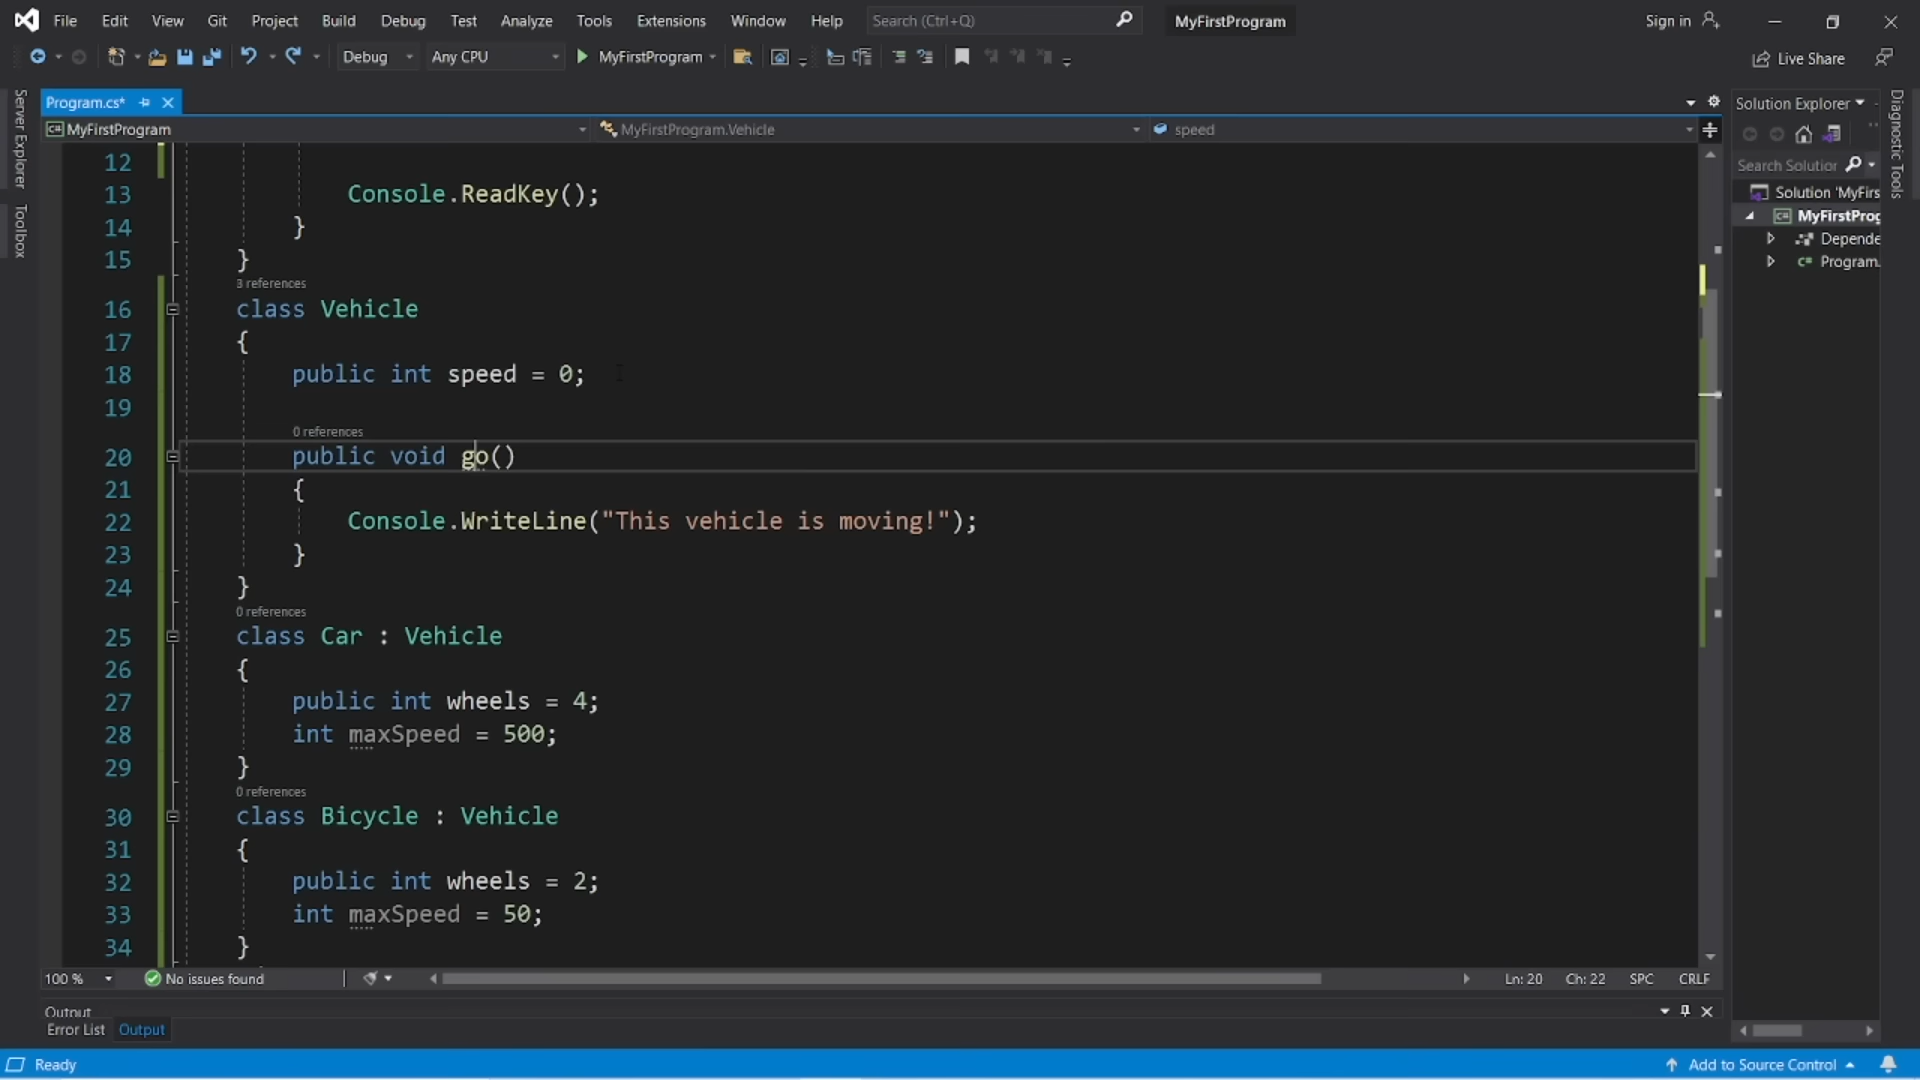 File Edit View Git Project Build Debug Test Analyze Tools Extensions Window Help Search (Ctrl+Q) MyFirstProgram Sign in
Debug Any CPU MyFirstProgram Live Share
Server Explorer
Toolbox
Program.cs*
MyFirstProgram MyFirstProgram.Vehicle speed
12
13 Console.ReadKey();
14 }
15 }
3 references
16 class Vehicle
17 {
18 public int speed = 0;
19
0 references
20 public void go()
21 {
22 Console.WriteLine("This vehicle is moving!");
23 }
24 }
0 references
25 class Car : Vehicle
26 {
27 public int wheels = 4;
28 int maxSpeed = 500;
29 }
0 references
30 class Bicycle : Vehicle
31 {
32 public int wheels = 2;
33 int maxSpeed = 50;
34 }
100 % No issues found Ln: 20 Ch: 22 SPC CRLF
Output
Error List Output
Ready Add to Source Control
Solution Explorer
Search Solution
Solution 'MyFirs
MyFirstProg
Depende
Program.
Diagnostic Tools